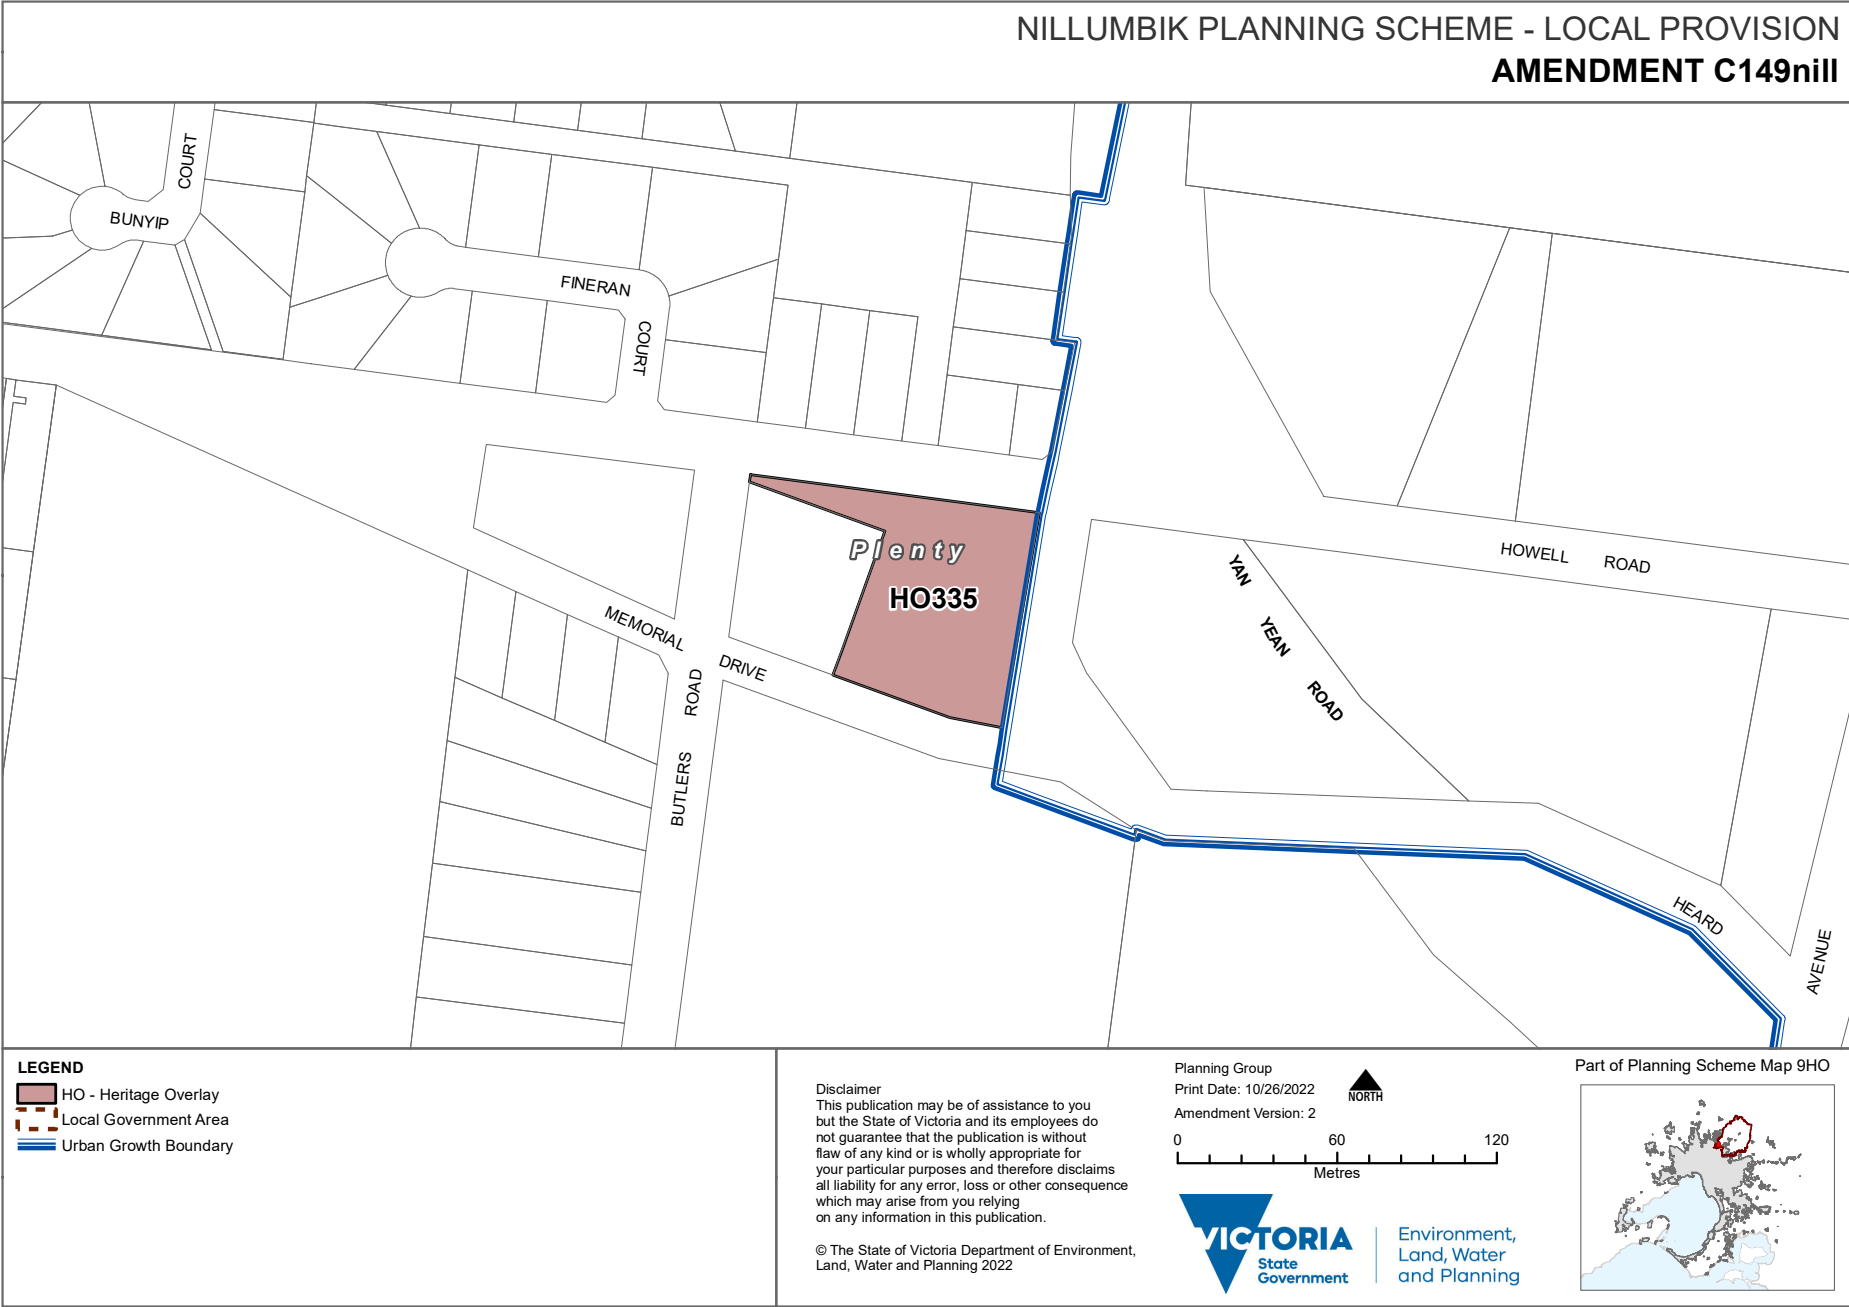 NILLUMBIK PLANNING SCHEME - LOCAL PROVISION
AMENDMENT C149nill
COURT
BUNYIP
FINERAN
COURT
Plenty
HO335
HOWELL ROAD
YAN YEAN ROAD
MEMORIAL DRIVE
BUTLERS ROAD
HEARD
AVENUE
LEGEND
HO - Heritage Overlay
Local Government Area
Urban Growth Boundary
Disclaimer
This publication may be of assistance to you
but the State of Victoria and its employees do
not guarantee that the publication is without
flaw of any kind or is wholly appropriate for
your particular purposes and therefore disclaims
all liability for any error, loss or other consequence
which may arise from you relying
on any information in this publication.
© The State of Victoria Department of Environment,
Land, Water and Planning 2022
Planning Group
Print Date: 10/26/2022
Amendment Version: 2
NORTH
0 60 120
Metres
VICTORIA
State
Government
Environment,
Land, Water
and Planning
Part of Planning Scheme Map 9HO